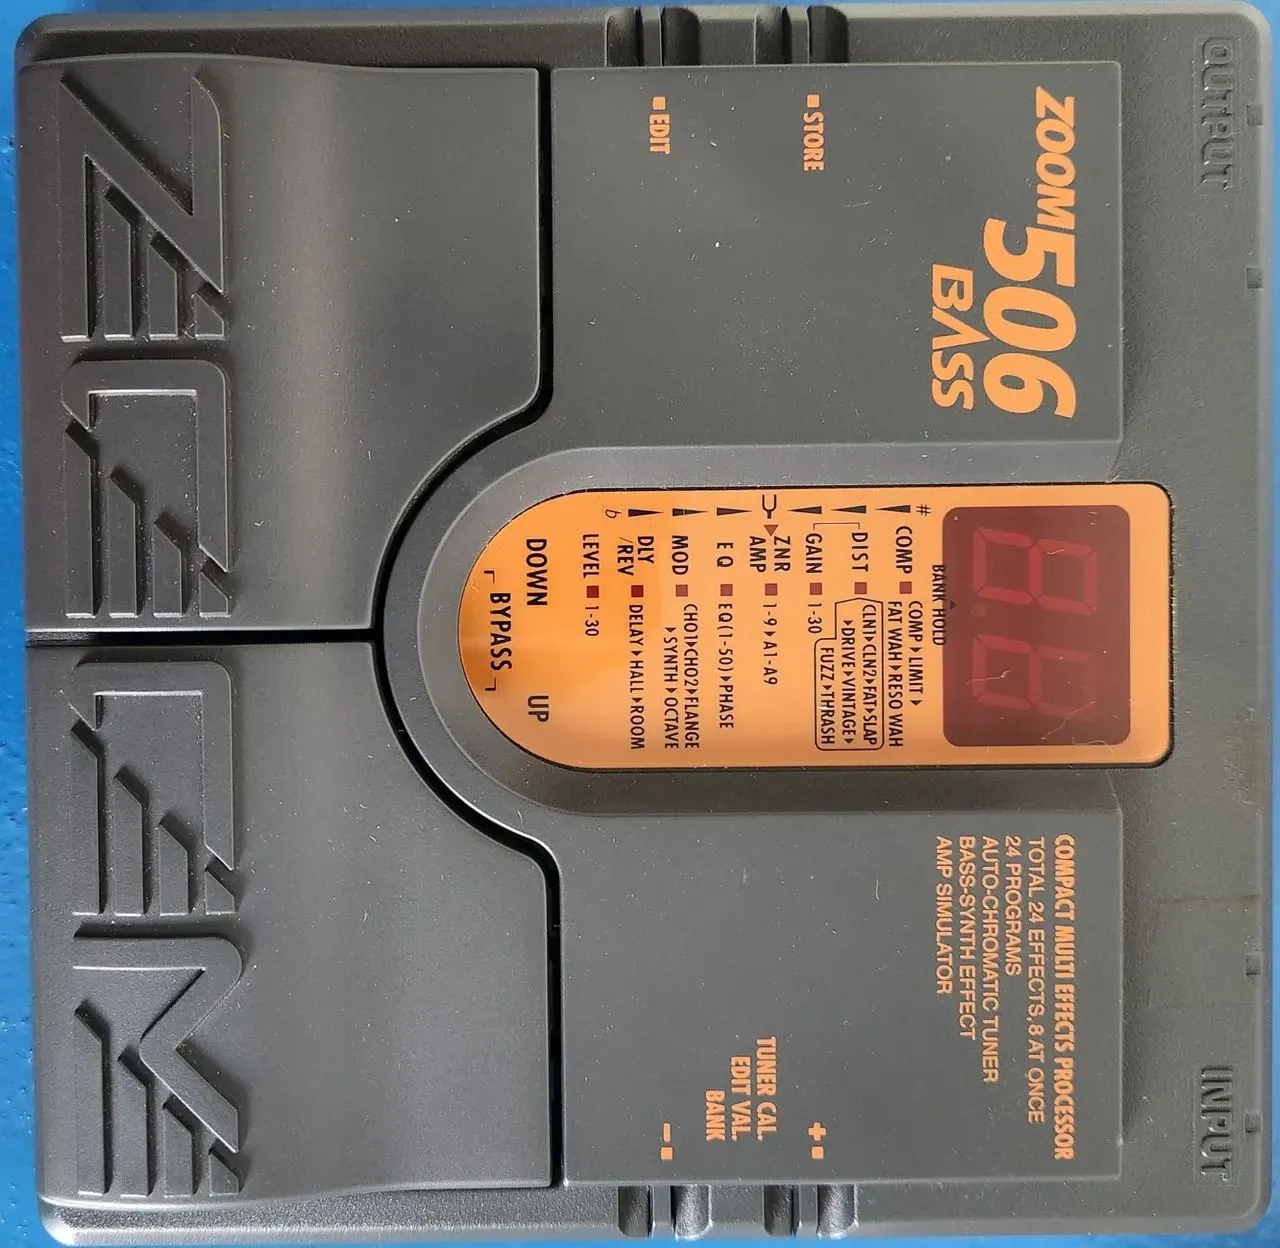 OUTPUT
INPUT
ZOOM 506
BASS
STORE
EDIT
BANK HOLD
#
COMP COMP▸LIMIT▸
FAT WAH▸RESO WAH
DIST CLN1▸CLN2▸FAT▸SLAP
▸DRIVE▸VINTAGE▸
FUZZ▸THRASH
GAIN 1-30
ZNR
AMP 1-9▸A1-A9
EQ EQ(1-50)▸PHASE
MOD CHO1▸CHO2▸FLANGE
▸SYNTH▸OCTAVE
DLY
/REV DELAY▸HALL▸ROOM
b
LEVEL 1-30
DOWN UP
BYPASS
COMPACT MULTI EFFECTS PROCESSOR
TOTAL 24 EFFECTS, 8 AT ONCE
24 PROGRAMS
AUTO-CHROMATIC TUNER
BASS-SYNTH EFFECT
AMP SIMULATOR
+
TUNER CAL.
EDIT VAL.
BANK
-
ZOOM